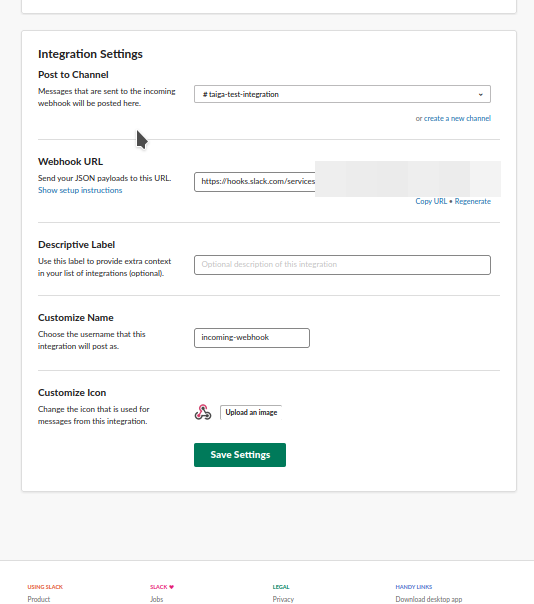 Integration Settings
Post to Channel
Messages that are sent to the incoming
webhook will be posted here.
# taiga-test-integration
or create a new channel
Webhook URL
Send your JSON payloads to this URL.
Show setup instructions
https://hooks.slack.com/services
Copy URL • Regenerate
Descriptive Label
Use this label to provide extra context
in your list of integrations (optional).
Optional description of this integration
Customize Name
Choose the username that this
integration will post as.
incoming-webhook
Customize Icon
Change the icon that is used for
messages from this integration.
Upload an image
Save Settings
USING SLACK
Product
SLACK ♥
Jobs
LEGAL
Privacy
HANDY LINKS
Download desktop app